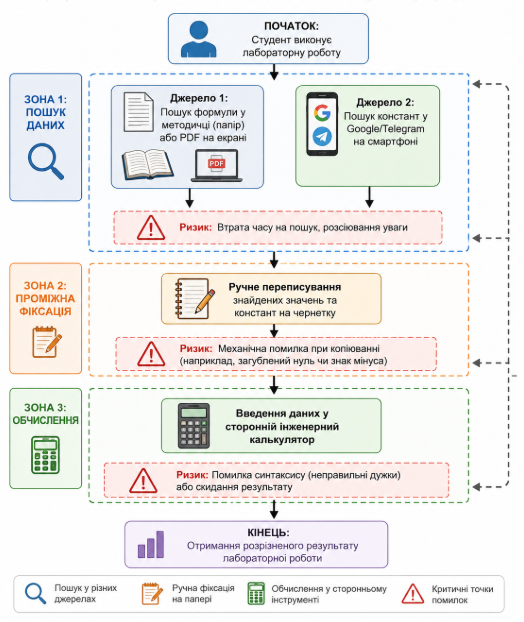 ПОЧАТОК:
Студент виконує
лабораторну роботу
ЗОНА 1:
ПОШУК
ДАНИХ
Джерело 1:
Пошук формули у
методичці (папір)
або PDF на екрані
PDF
Джерело 2:
Пошук констант у
Google/Telegram
на смартфоні
G
Ризик: Втрата часу на пошук, розсіювання уваги
ЗОНА 2:
ПРОМІЖНА
ФІКСАЦІЯ
Ручне переписування
знайдених значень та
констант на чернетку
Ризик: Механічна помилка при копіюванні
(наприклад, загублений нуль чи знак мінуса)
ЗОНА 3:
ОБЧИСЛЕННЯ
Введення даних у
сторонній інженерний
калькулятор
Ризик: Помилка синтаксису (неправильні дужки)
або скидання результату
КІНЕЦЬ:
Отримання розрізненого результату
лабораторної роботи
Пошук у різних
джерелах
Ручна фіксація
на папері
Обчислення у сторонньому
інструменті
Критичні точки
помилок